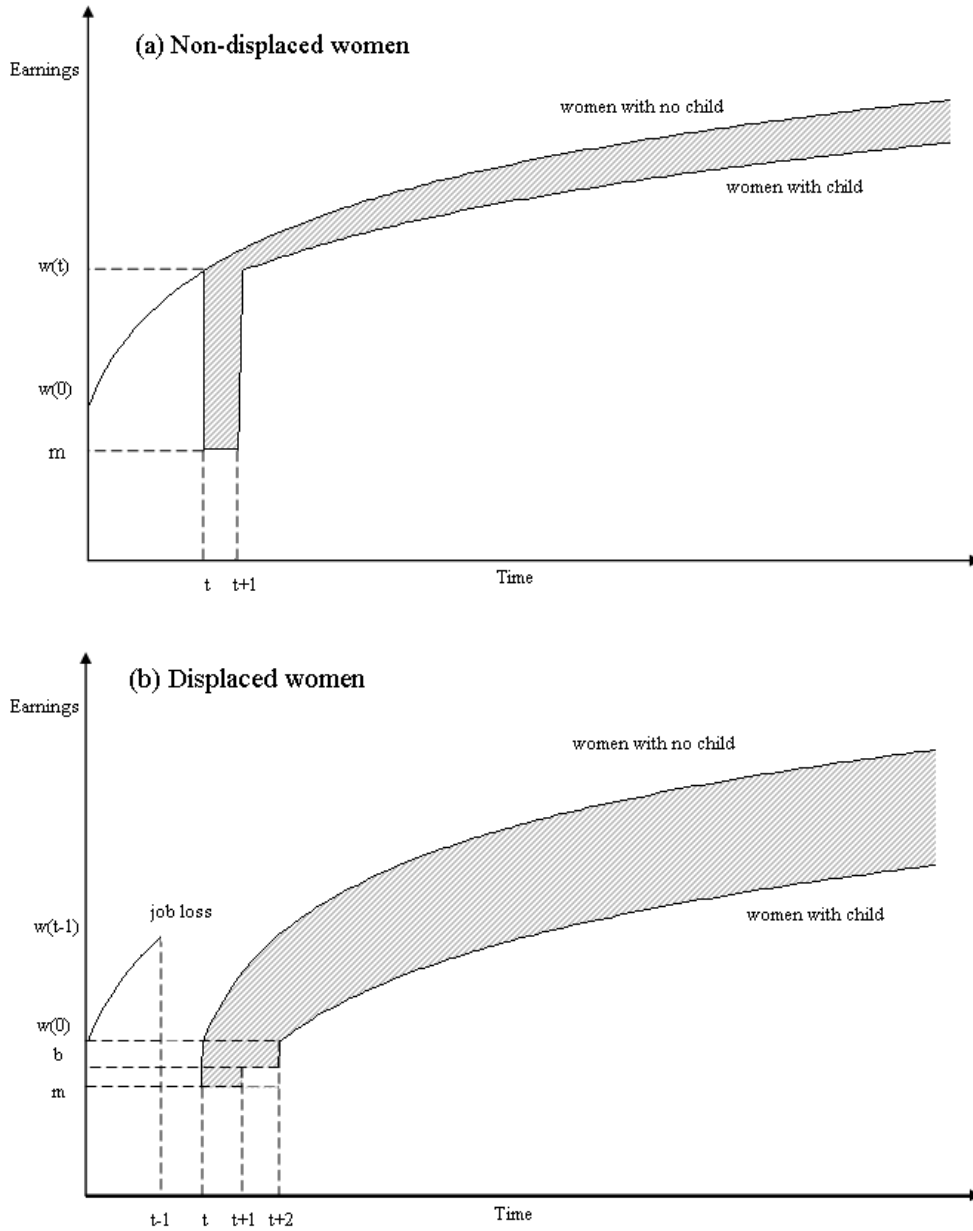 (a) Non-displaced women
Earnings
women with no child
women with child
w(t)
w(0)
m
t t+1
Time
(b) Displaced women
Earnings
women with no child
job loss
women with child
w(t-1)
w(0)
b
m
t-1 t t+1 t+2
Time